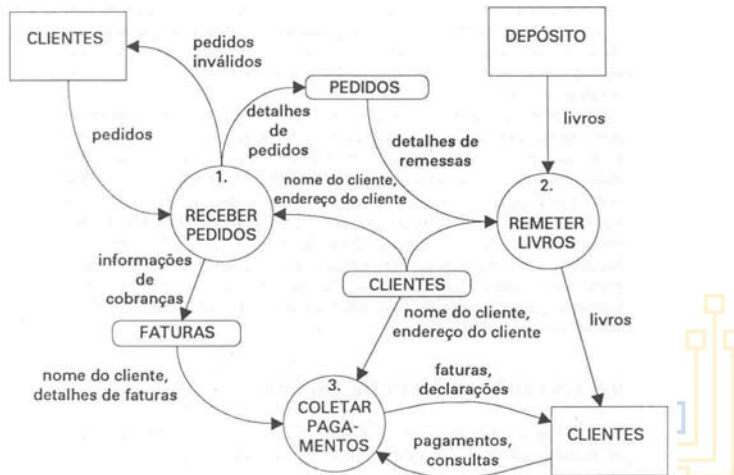 CLIENTES
pedidos
inválidos
PEDIDOS
DEPÓSITO
pedidos
detalhes
de
pedidos
detalhes de
remessas
livros
1.
RECEBER
PEDIDOS
nome do cliente,
endereço do cliente
2.
REMETER
LIVROS
informações
de
cobranças
CLIENTES
FATURAS
nome do cliente,
endereço do cliente
livros
nome do cliente,
detalhes de faturas
3.
COLETAR
PAGA-
MENTOS
faturas,
declarações
pagamentos,
consultas
CLIENTES